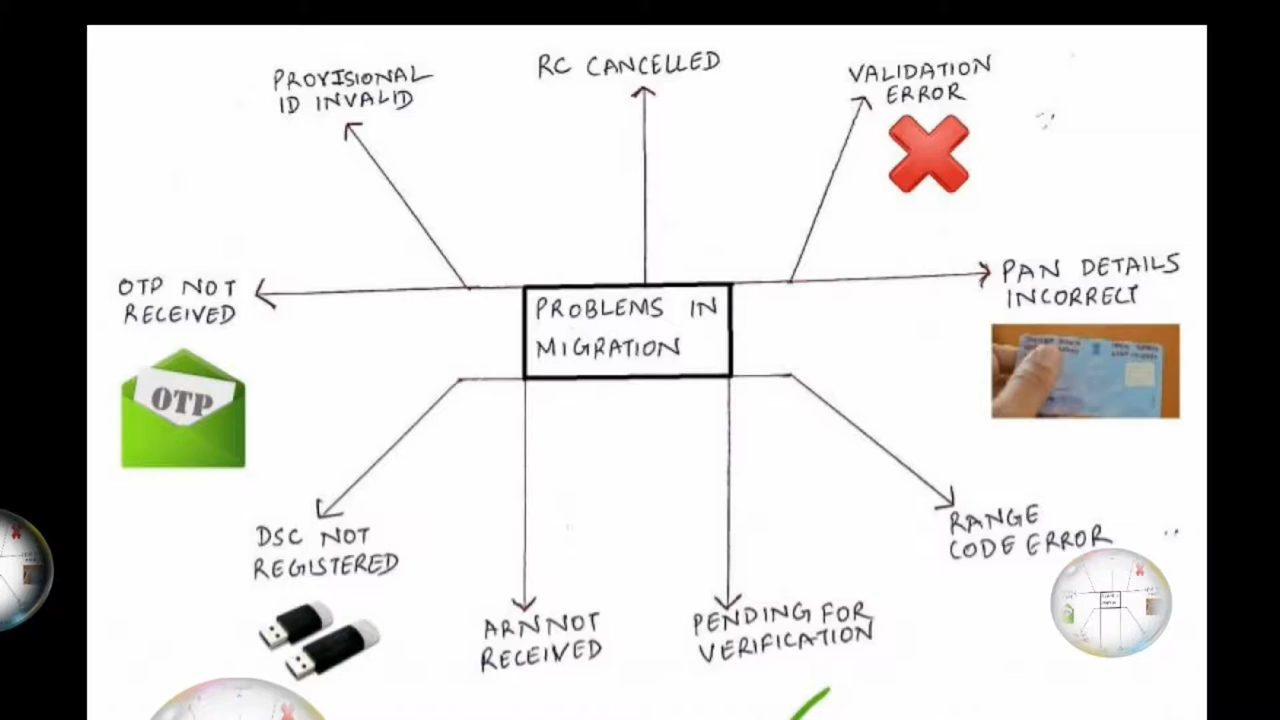 RC CANCELLED
PROVISIONAL
ID INVALID
VALIDATION
ERROR
OTP NOT
RECEIVED
PAN DETAILS
INCORRECT
PROBLEMS IN
MIGRATION
OTP
DSC NOT
REGISTERED
RANGE
CODE ERROR
ARN NOT
RECEIVED
PENDING FOR
VERIFICATION